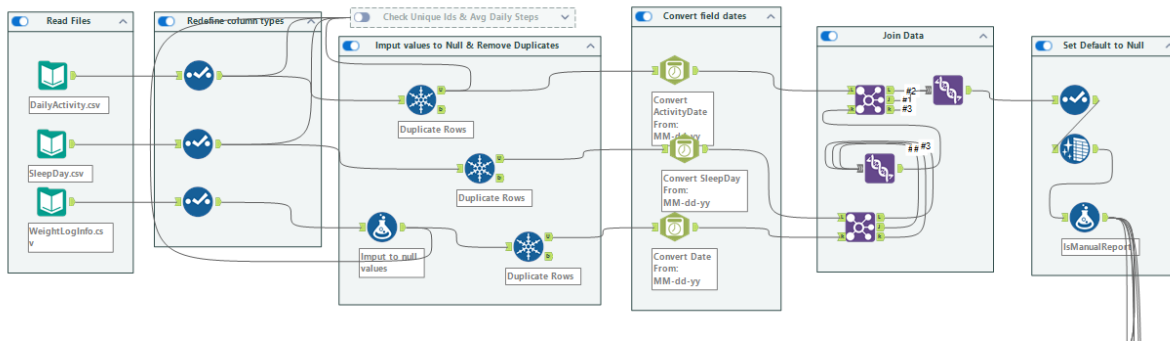 Read Files
Redefine column types
Check Unique Ids & Avg Daily Steps
Imput values to Null & Remove Duplicates
Convert field dates
Join Data
Set Default to Null
DailyActivity.csv
SleepDay.csv
WeightLogInfo.cs
v
Duplicate Rows
Duplicate Rows
Imput to null
values
Duplicate Rows
Convert
ActivityDate
From:
MM-dd-yy
Convert SleepDay
From:
MM-dd-yy
Convert Date
From:
MM-dd-yy
#2
#1
#3
#3
IsManualReport